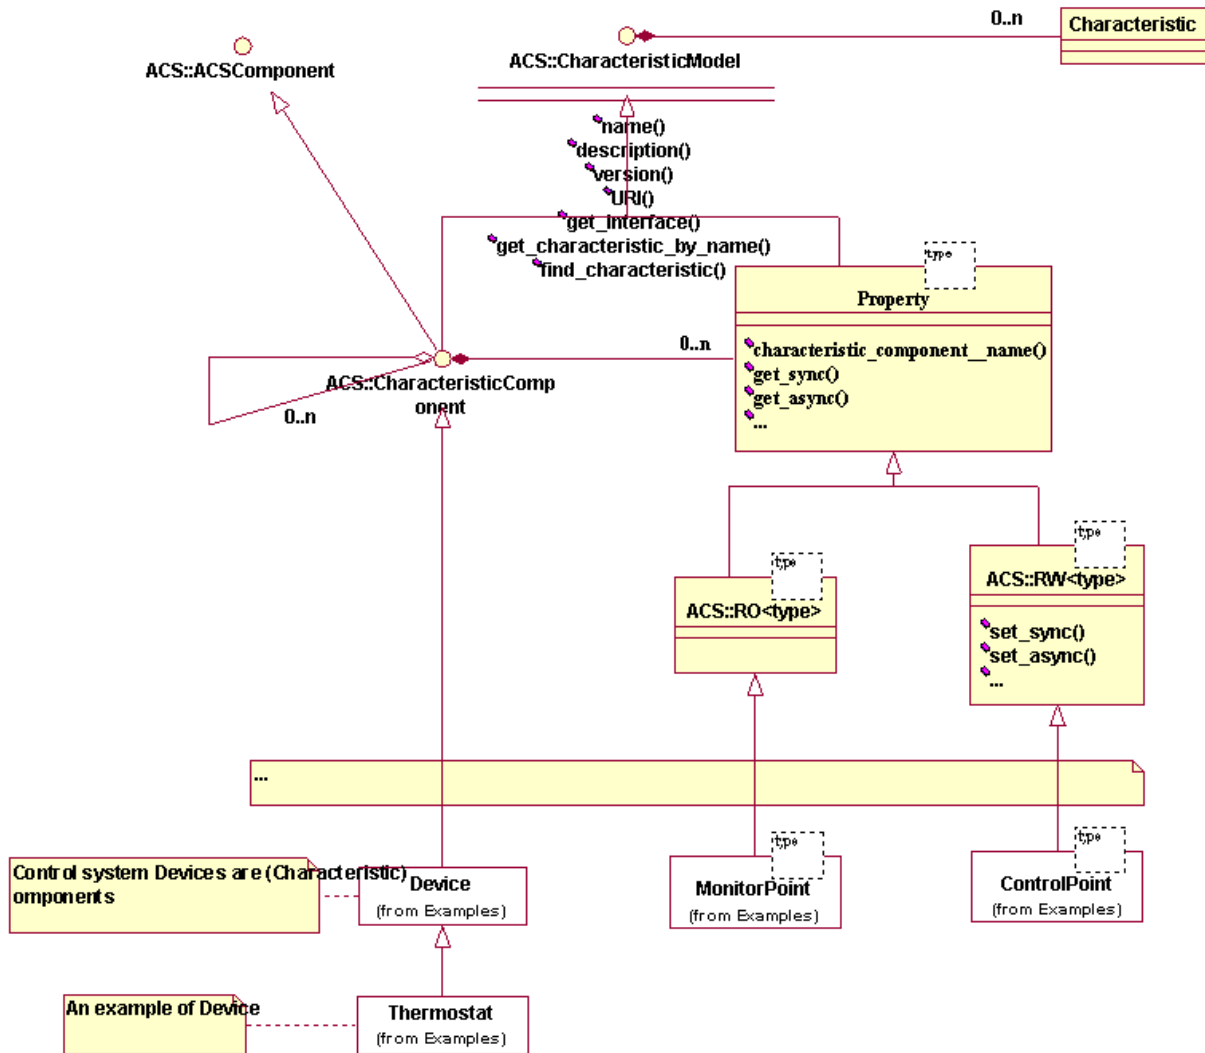 0..n
Characteristic
ACS::ACSComponent
ACS::CharacteristicModel
name()
description()
version()
URI()
get_interface()
get_characteristic_by_name()
find_characteristic()
type
Property
characteristic_component__name()
get_sync()
get_async()
...
0..n
ACS::CharacteristicComp
onent
0..n
type
ACS::RO<type>
type
ACS::RW<type>
set_sync()
set_async()
...
...
Control system Devices are (Characteristic)
omponents
Device
(from Examples)
type
MonitorPoint
(from Examples)
type
ControlPoint
(from Examples)
An example of Device
Thermostat
(from Examples)